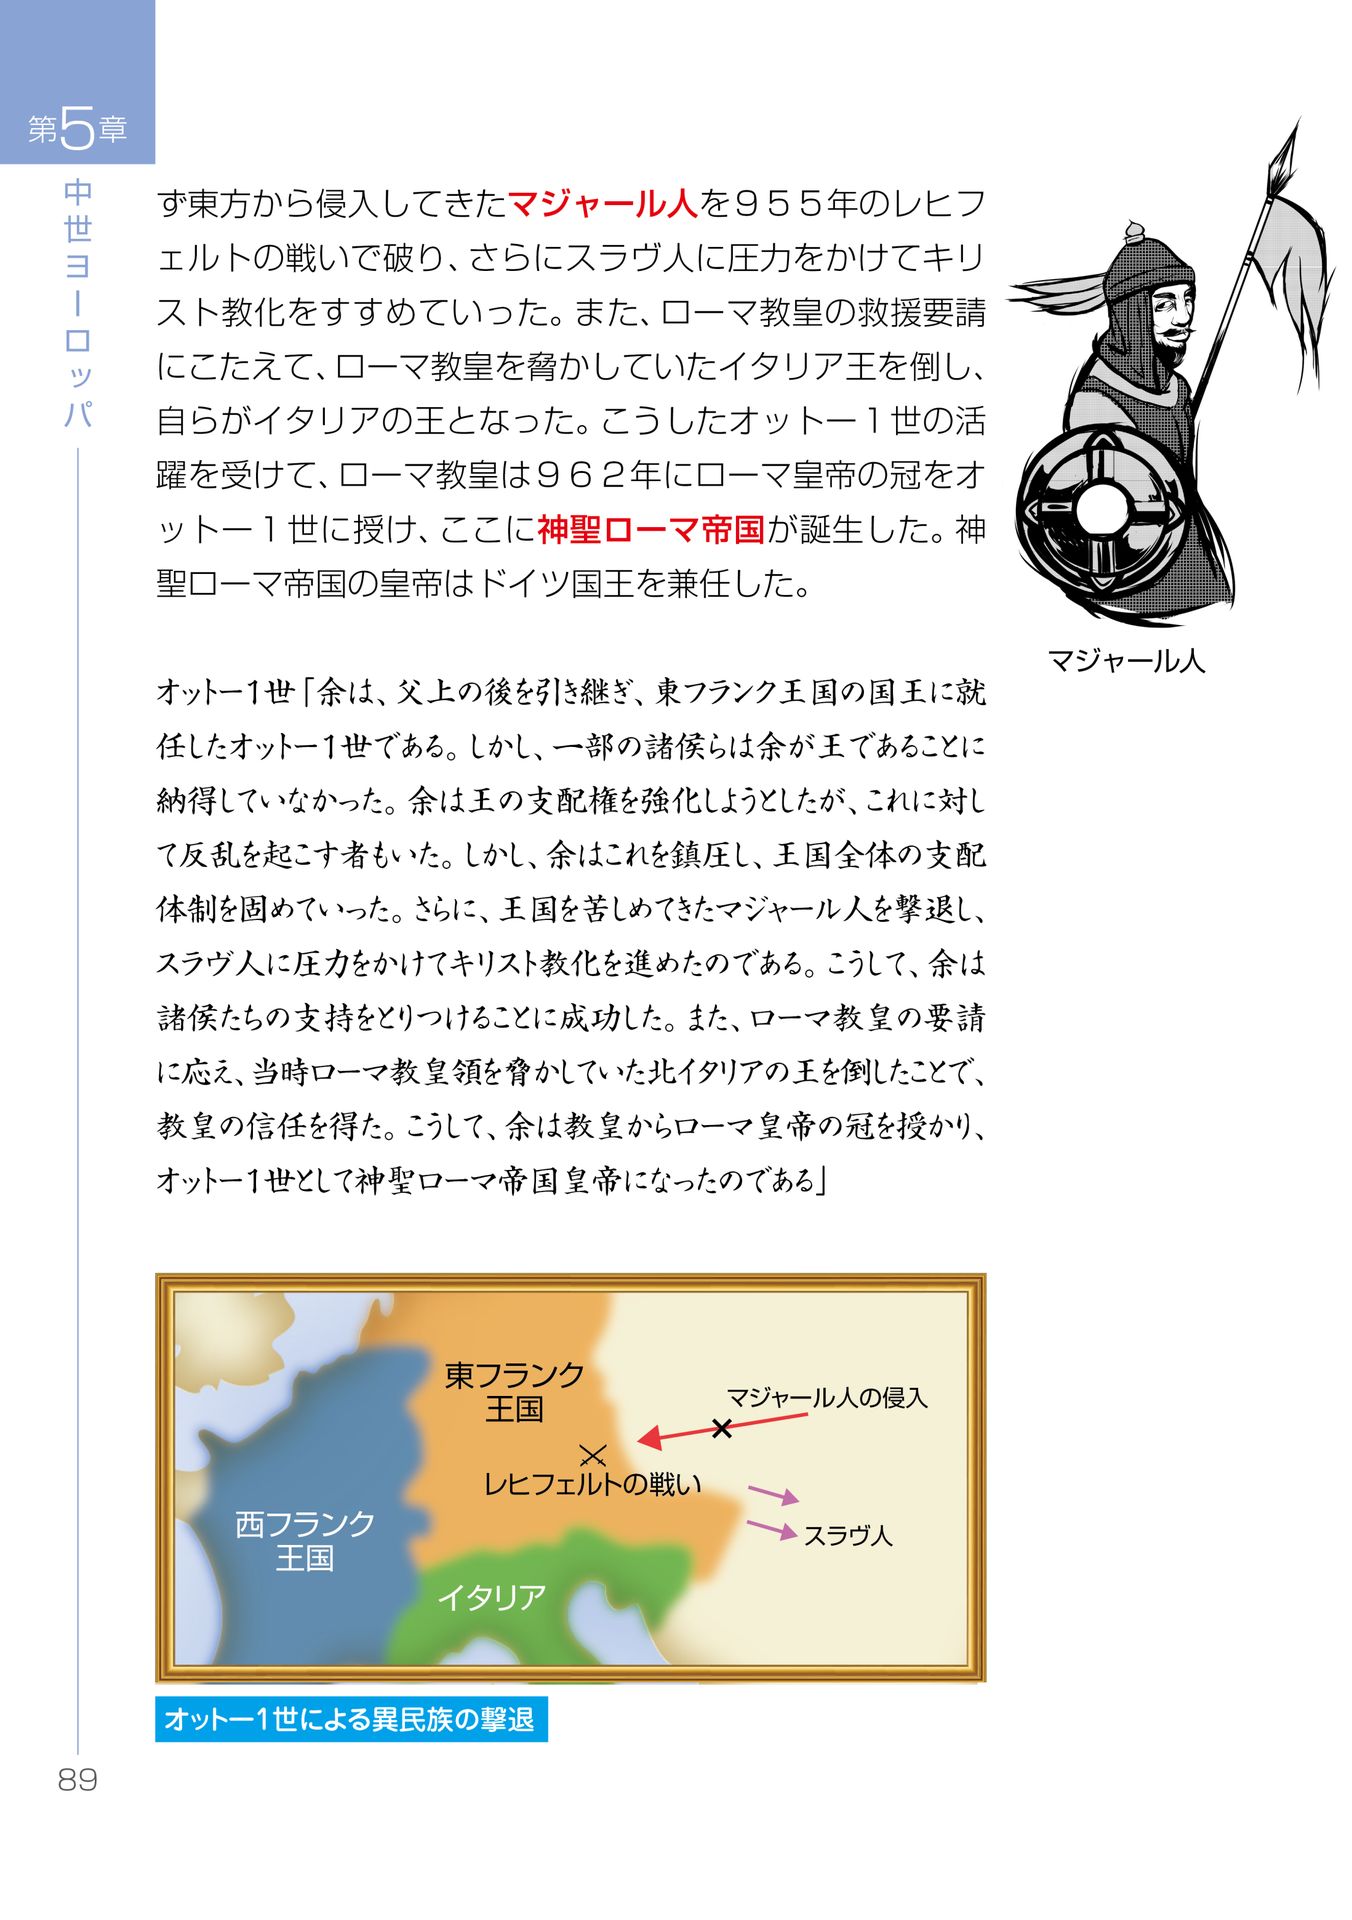 第5章
中世ヨーロッパ
ず東方から侵入してきたマジャール人を９５５年のレヒフ
ェルトの戦いで破り、さらにスラヴ人に圧力をかけてキリ
スト教化をすすめていった。また、ローマ教皇の救援要請
にこたえて、ローマ教皇を脅かしていたイタリア王を倒し、
自らがイタリアの王となった。こうしたオットー１世の活
躍を受けて、ローマ教皇は９６２年にローマ皇帝の冠をオ
ットー１世に授け、ここに神聖ローマ帝国が誕生した。神
聖ローマ帝国の皇帝はドイツ国王を兼任した。
マジャール人
オットー1世「余は、父上の後を引き継ぎ、東フランク王国の国王に就
任したオットー1世である。しかし、一部の諸侯らは余が王であることに
納得していなかった。余は王の支配権を強化しようとしたが、これに対し
て反乱を起こす者もいた。しかし、余はこれを鎮圧し、王国全体の支配
体制を固めていった。さらに、王国を苦しめてきたマジャール人を撃退し、
スラヴ人に圧力をかけてキリスト教化を進めたのである。こうして、余は
諸侯たちの支持をとりつけることに成功した。また、ローマ教皇の要請
に応え、当時ローマ教皇領を脅かしていた北イタリアの王を倒したことで、
教皇の信任を得た。こうして、余は教皇からローマ皇帝の冠を授かり、
オットー1世として神聖ローマ帝国皇帝になったのである」
東フランク
王国
マジャール人の侵入
レヒフェルトの戦い
西フランク
王国
スラヴ人
イタリア
オットー1世による異民族の撃退
89